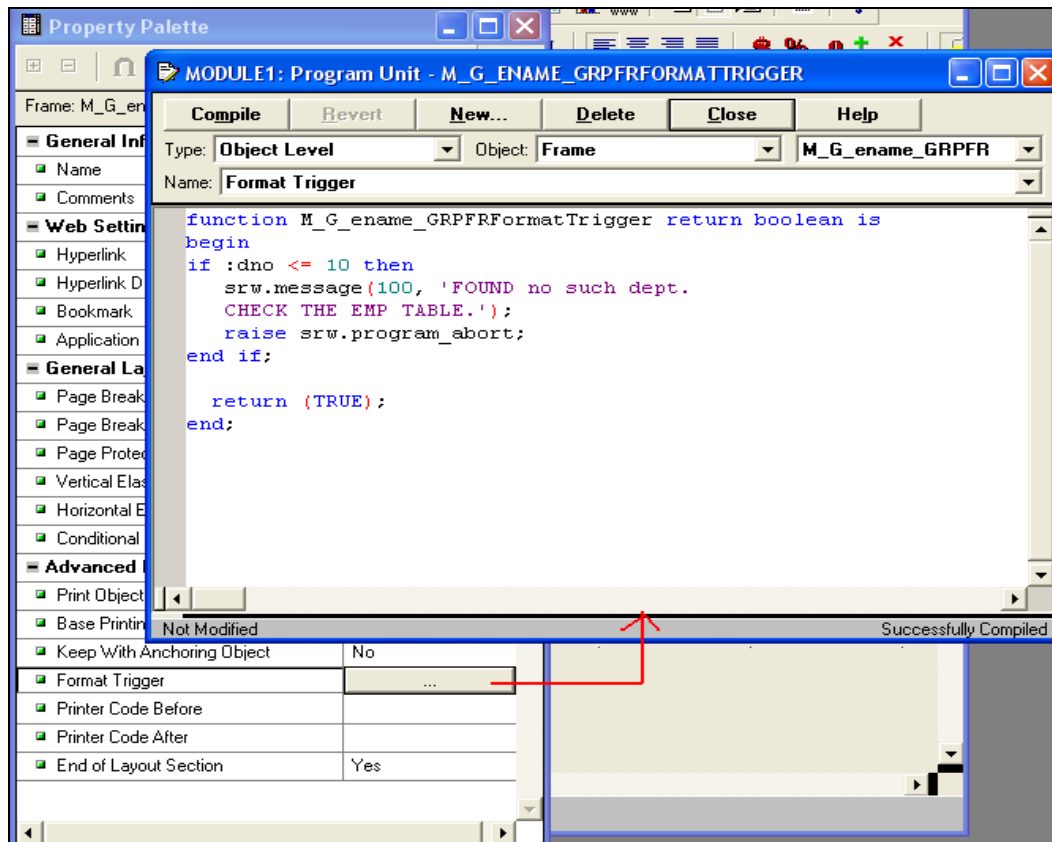 Property Palette
www
%
MODULE1: Program Unit - M_G_ENAME_GRPFRFORMATTRIGGER
Frame: M_G_en
Compile Revert New... Delete Close Help
General Inf
Type: Object Level Object: Frame M_G_ename_GRPFR
Name
Name: Format Trigger
Comments
Web Settin
Hyperlink
Hyperlink D
Bookmark
Application
General La
Page Break
Page Break
Page Protec
Vertical Elas
Horizontal E
Conditional
Advanced
Print Object
Base Printin
function M_G_ename_GRPFRFormatTrigger return boolean is
begin
if :dno <= 10 then
srw.message(100, 'FOUND no such dept.
CHECK THE EMP TABLE.');
raise srw.program_abort;
end if;
return (TRUE);
end;
Not Modified Successfully Compiled
Keep With Anchoring Object No
Format Trigger ...
Printer Code Before
Printer Code After
End of Layout Section Yes